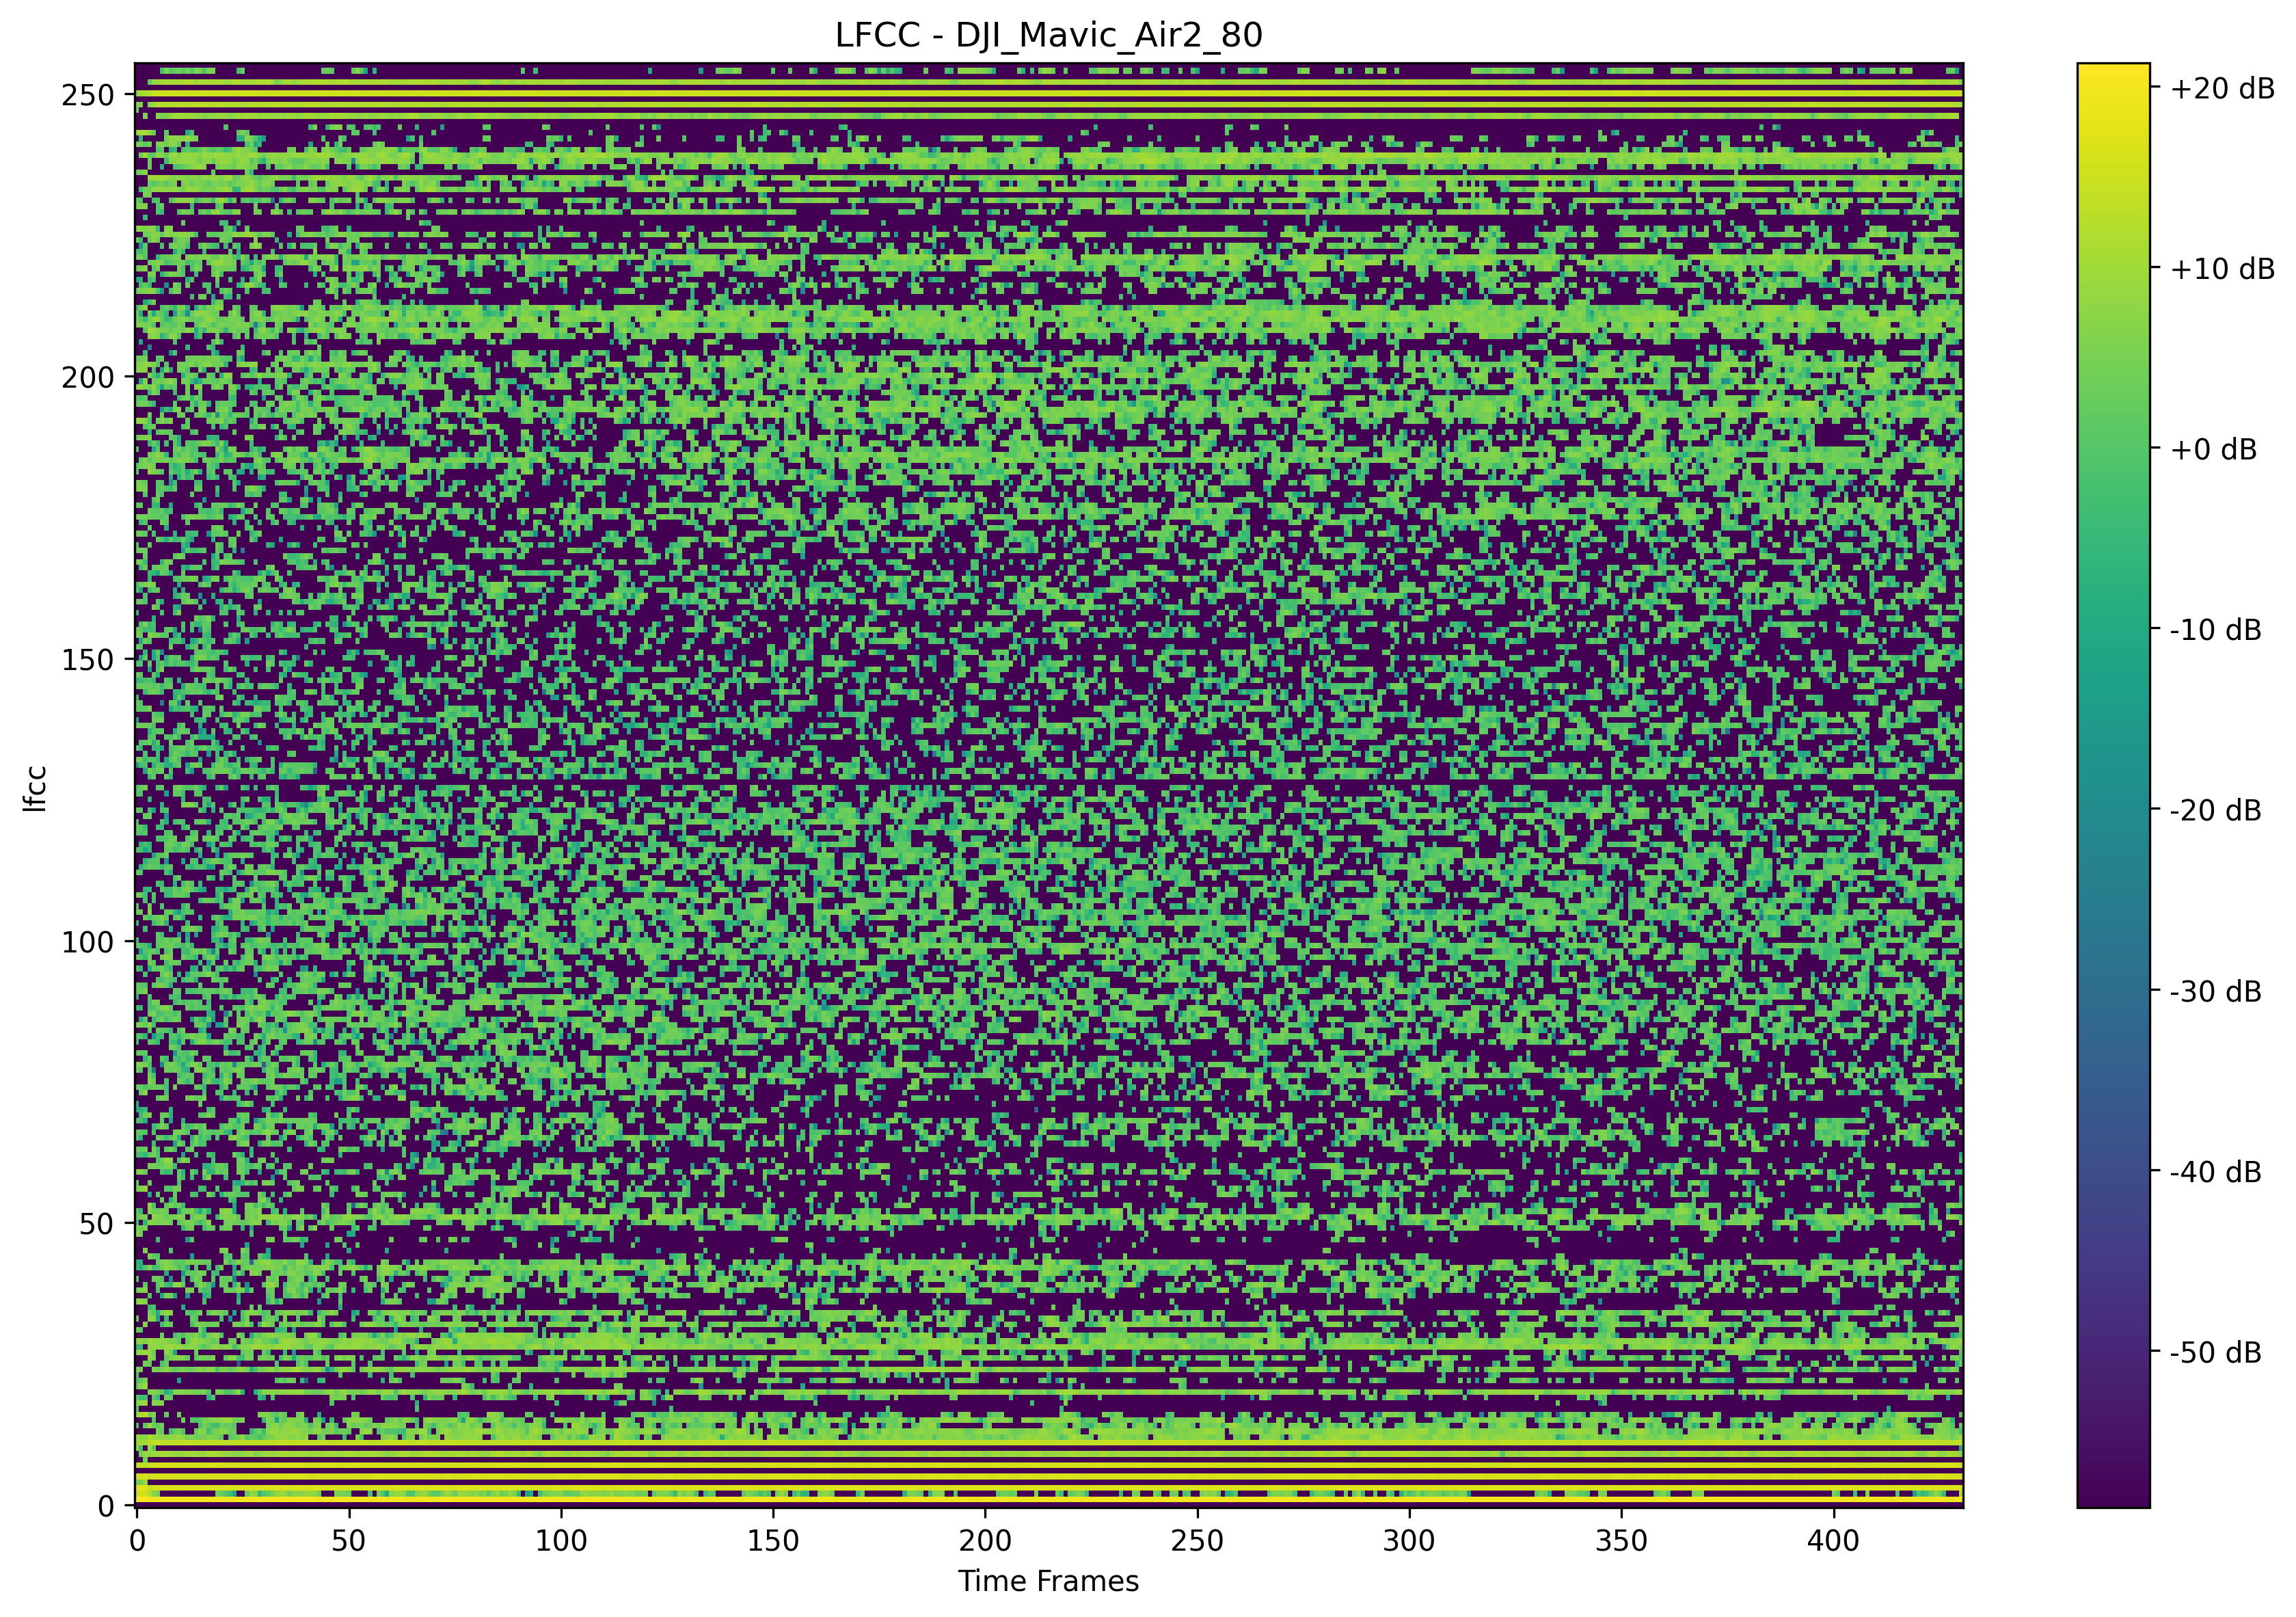 LFCC - DJI_Mavic_Air2_80
250
200
150
100
50
0
lfcc
0 50 100 150 200 250 300 350 400
Time Frames
+20 dB
+10 dB
+0 dB
-10 dB
-20 dB
-30 dB
-40 dB
-50 dB